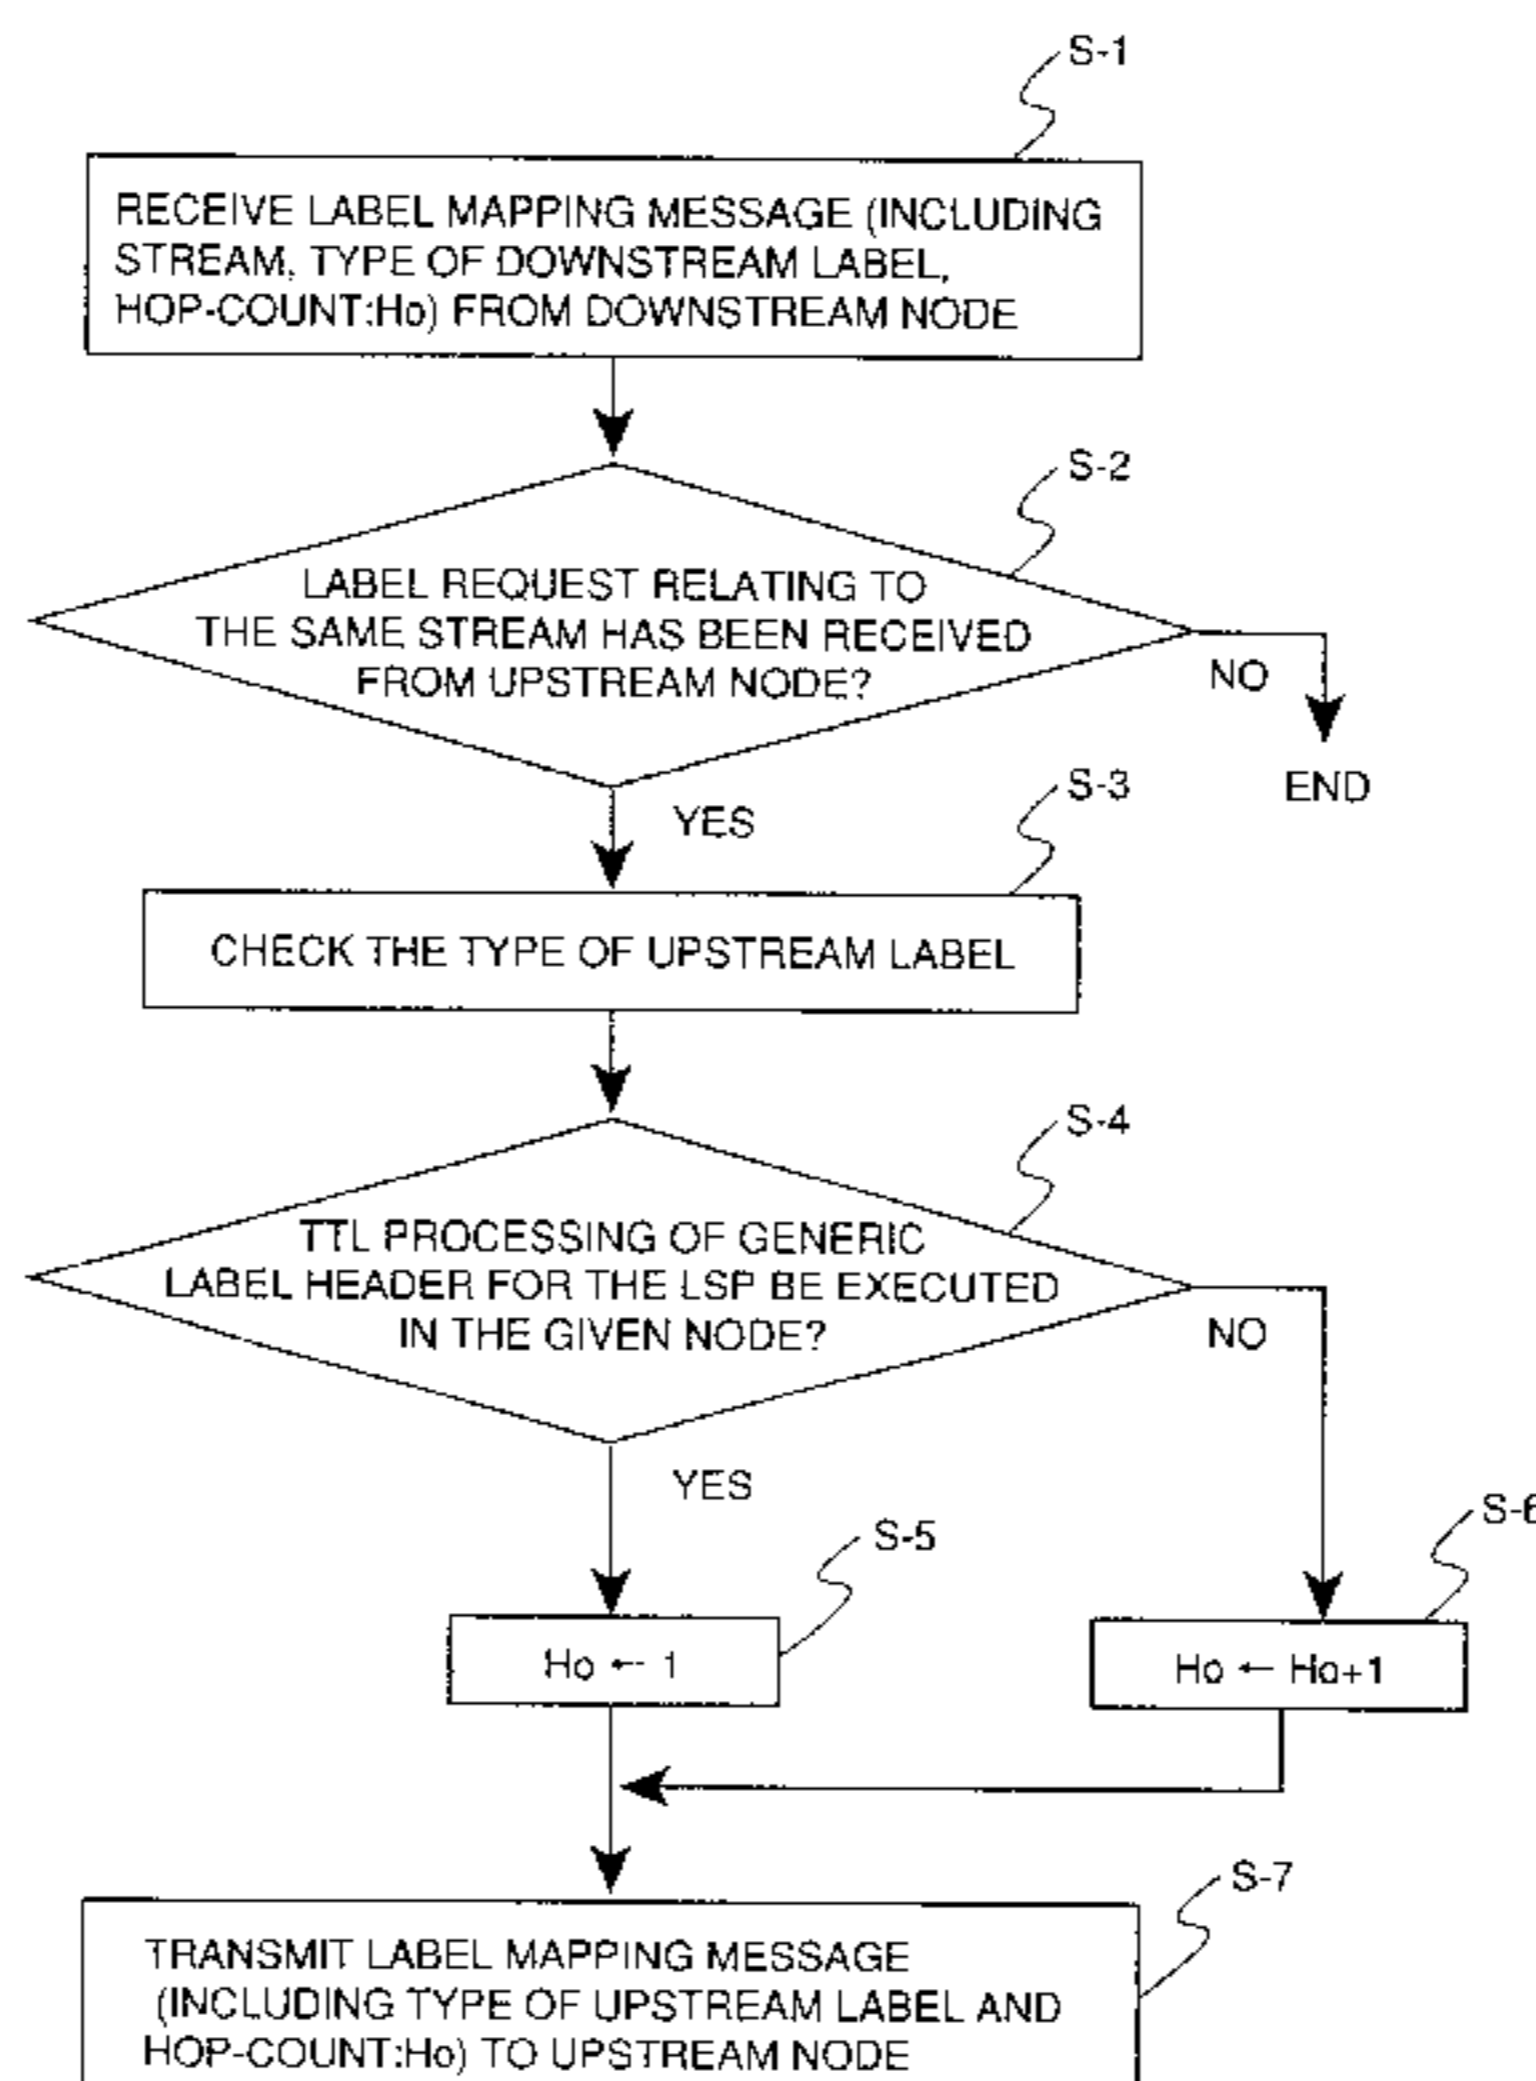 S-1
RECEIVE LABEL MAPPING MESSAGE (INCLUDING
STREAM, TYPE OF DOWNSTREAM LABEL,
HOP-COUNT:Ho) FROM DOWNSTREAM NODE
S-2
LABEL REQUEST RELATING TO
THE SAME STREAM HAS BEEN RECEIVED
FROM UPSTREAM NODE?
NO
END
YES
S-3
CHECK THE TYPE OF UPSTREAM LABEL
S-4
TTL PROCESSING OF GENERIC
LABEL HEADER FOR THE LSP BE EXECUTED
IN THE GIVEN NODE?
NO
YES
S-5
S-6
Ho ← 1
Ho ← Ho+1
S-7
TRANSMIT LABEL MAPPING MESSAGE
(INCLUDING TYPE OF UPSTREAM LABEL AND
HOP-COUNT:Ho) TO UPSTREAM NODE